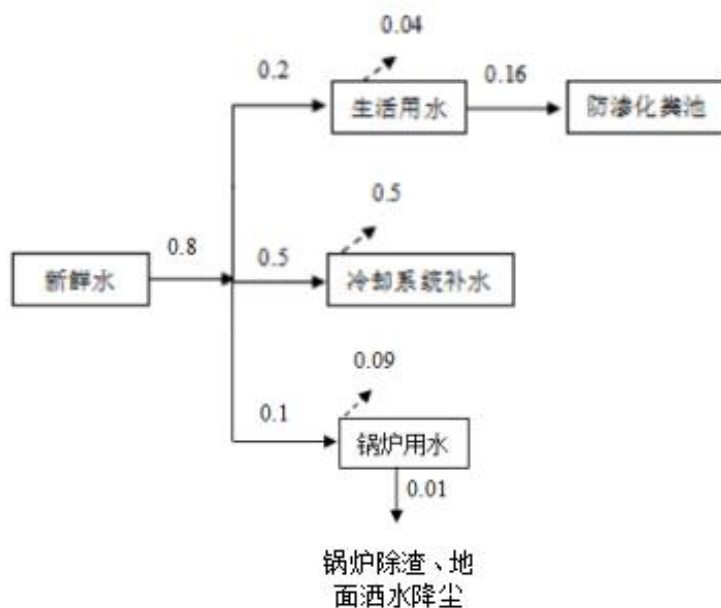 0.04
0.2
0.16
生活用水
防渗化粪池
0.5
0.8
0.5
新鲜水
冷却系统补水
0.09
0.1
锅炉用水
0.01
锅炉除渣、地
面洒水降尘